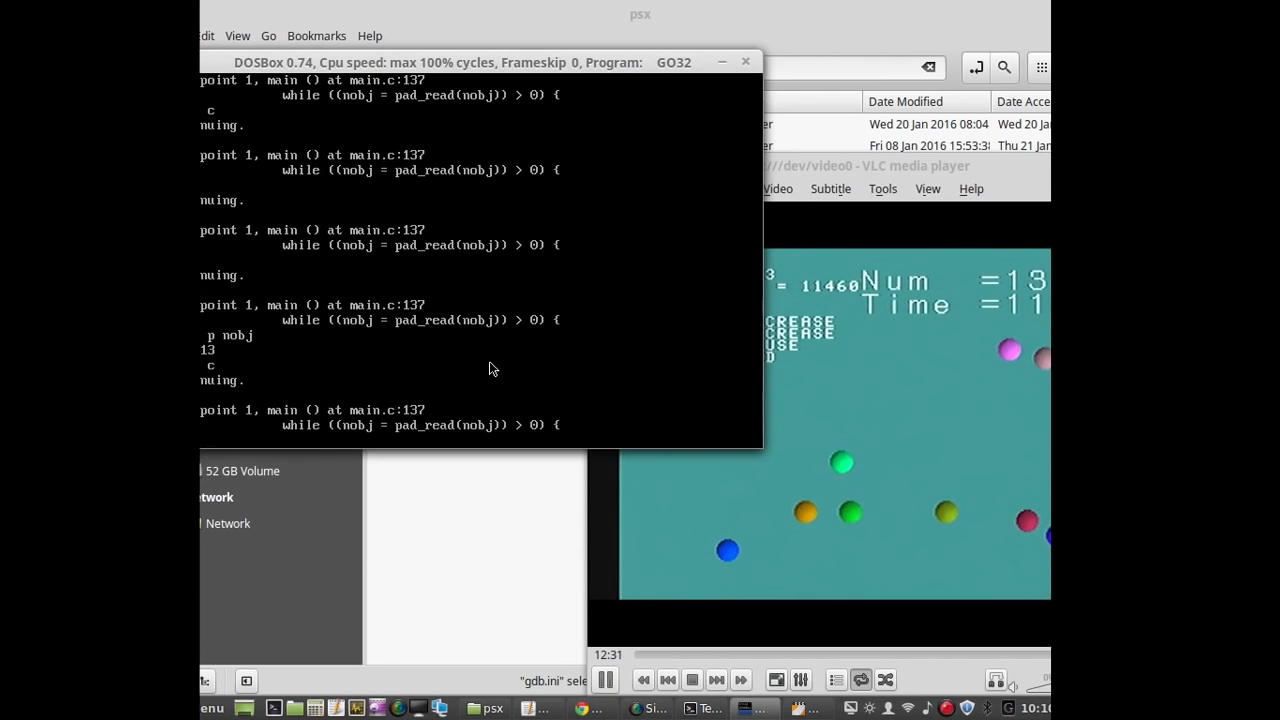 psx
dit View Go Bookmarks Help
DOSBox 0.74, Cpu speed: max 100% cycles, Frameskip 0, Program: GO32
point 1, main () at main.c:137
while ((nobj = pad_read(nobj)) > 0) {
c
nuing.
point 1, main () at main.c:137
while ((nobj = pad_read(nobj)) > 0) {
nuing.
point 1, main () at main.c:137
while ((nobj = pad_read(nobj)) > 0) {
nuing.
point 1, main () at main.c:137
while ((nobj = pad_read(nobj)) > 0) {
p nobj
13
c
nuing.
point 1, main () at main.c:137
while ((nobj = pad_read(nobj)) > 0) {
Date Modified Date Acce
er Wed 20 Jan 2016 08:04 Wed 20 Ja
er Fri 08 Jan 2016 15:53:3 Thu 21 J
///dev/video0 - VLC media player
Video Subtitle Tools View Help
3
= 11460
Num =13
Time =11
CREASE
CREASE
USE
D
52 GB Volume
etwork
Network
12:31
"gdb.ini" sele
enu psx ... ... Si... Te... ... ... 10:10